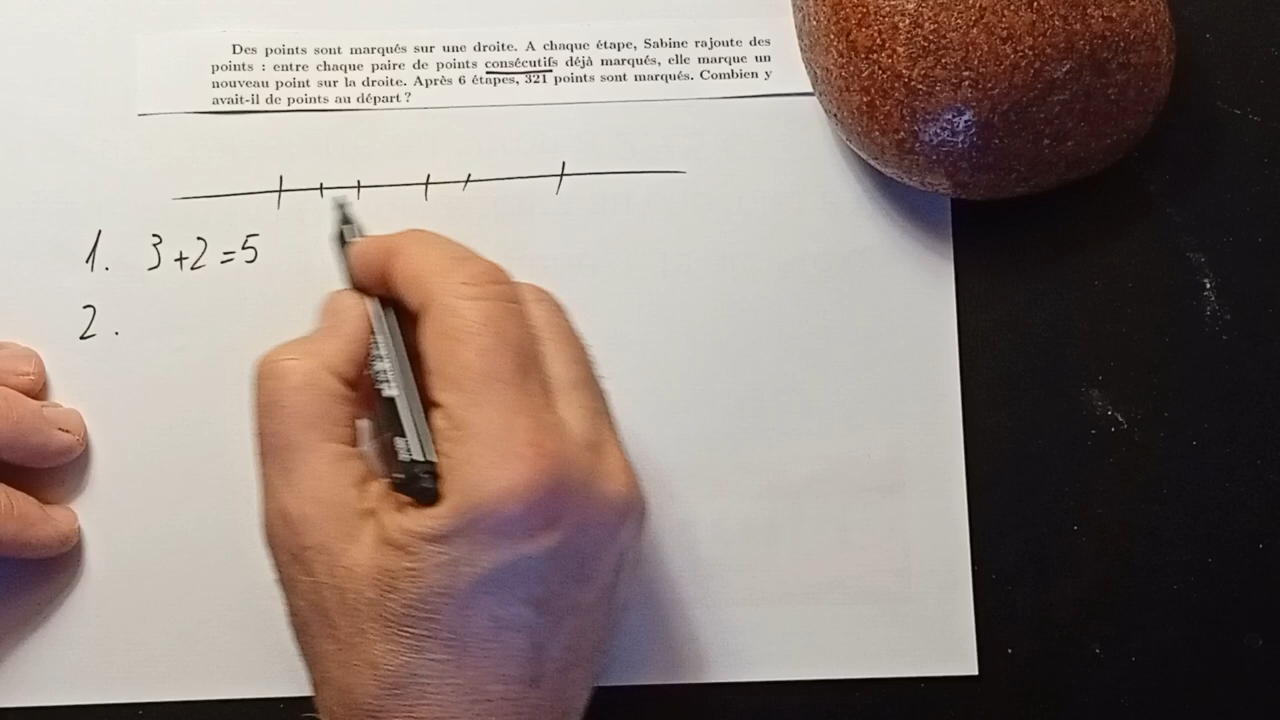 Des points sont marqués sur une droite. A chaque étape, Sabine rajoute des
points : entre chaque paire de points consécutifs déjà marqués, elle marque un
nouveau point sur la droite. Après 6 étapes, 321 points sont marqués. Combien y
avait-il de points au départ ?
1. 3+2=5
2.